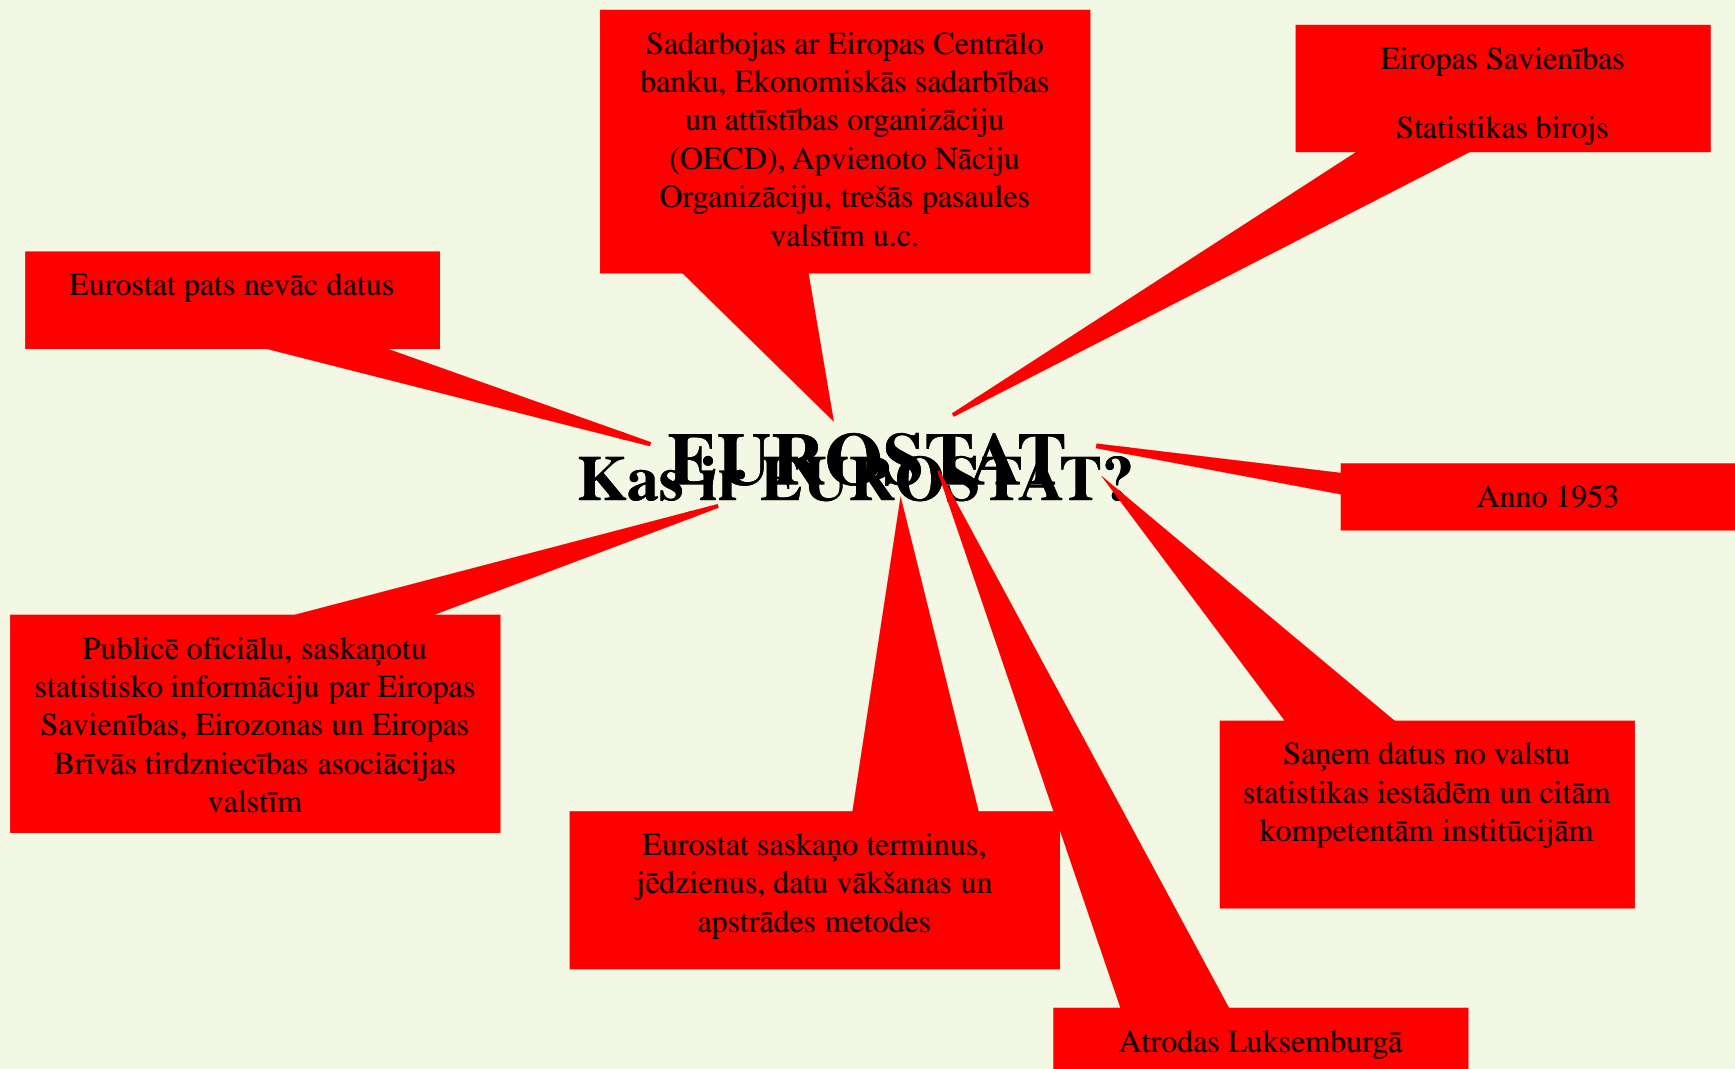 Sadarbojas ar Eiropas Centrālo
banku, Ekonomiskās sadarbības
un attīstības organizāciju
(OECD), Apvienoto Nāciju
Organizāciju, trešās pasaules
valstīm u.c.
Eiropas Savienības
Statistikas birojs
Eurostat pats nevāc datus
EUROSTAT
Kas ir EUROSTAT?
Anno 1953
Publicē oficiālu, saskaņotu
statistisko informāciju par Eiropas
Savienības, Eirozonas un Eiropas
Brīvās tirdzniecības asociācijas
valstīm
Saņem datus no valstu
statistikas iestādēm un citām
kompetentām institūcijām
Eurostat saskaņo terminus,
jēdzienus, datu vākšanas un
apstrādes metodes
Atrodas Luksemburgā